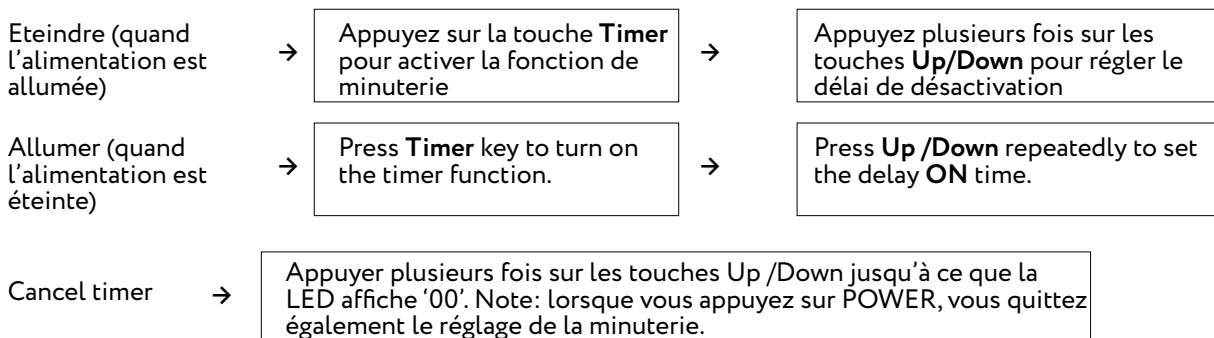 Eteindre (quand
l'alimentation est
allumée)
→
Appuyez sur la touche Timer
pour activer la fonction de
minuterie
→
Appuyez plusieurs fois sur les
touches Up/Down pour régler le
délai de désactivation
Allumer (quand
l'alimentation est
éteinte)
→
Press Timer key to turn on
the timer function.
→
Press Up /Down repeatedly to set
the delay ON time.
Cancel timer
→
Appuyer plusieurs fois sur les touches Up /Down jusqu'à ce que la
LED affiche '00'. Note: lorsque vous appuyez sur POWER, vous quittez
également le réglage de la minuterie.